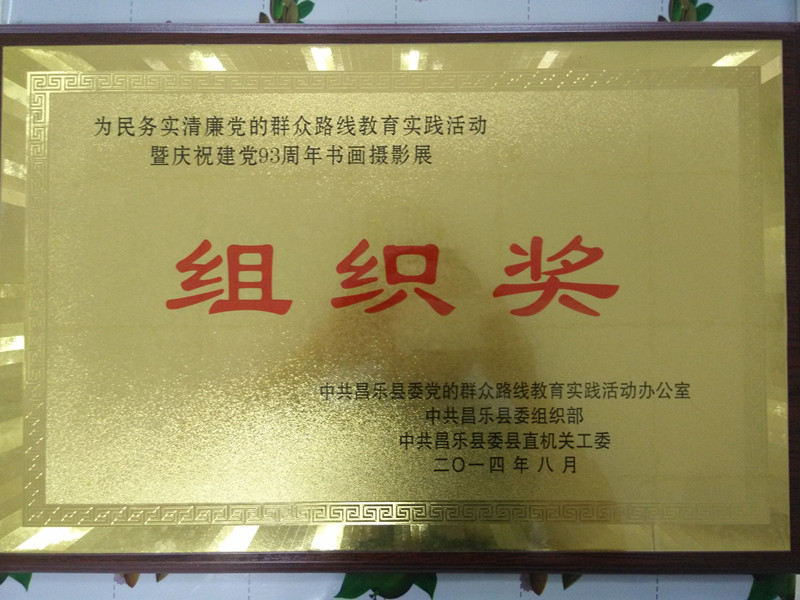 为民务实清廉党的群众路线教育实践活动
暨庆祝建党93周年书画摄影展
组织奖
中共昌乐县委党的群众路线教育实践活动办公室
中共昌乐县委组织部
中共昌乐县委县直机关工委
二〇一四年八月